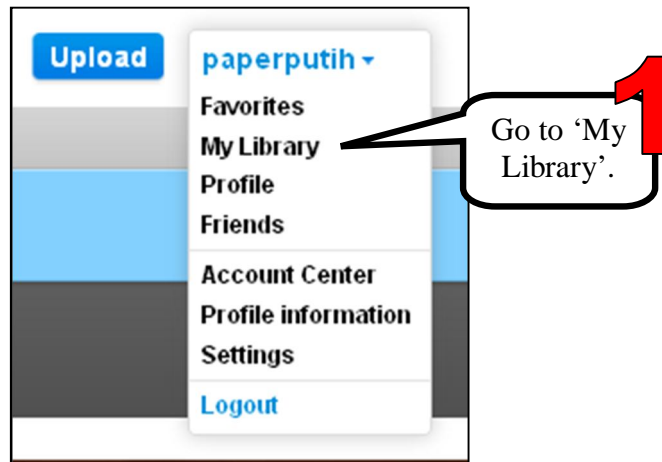 Upload
paperputih
Favorites
My Library
Profile
Friends
Account Center
Profile information
Settings
Logout
Go to ‘My
Library’.
1